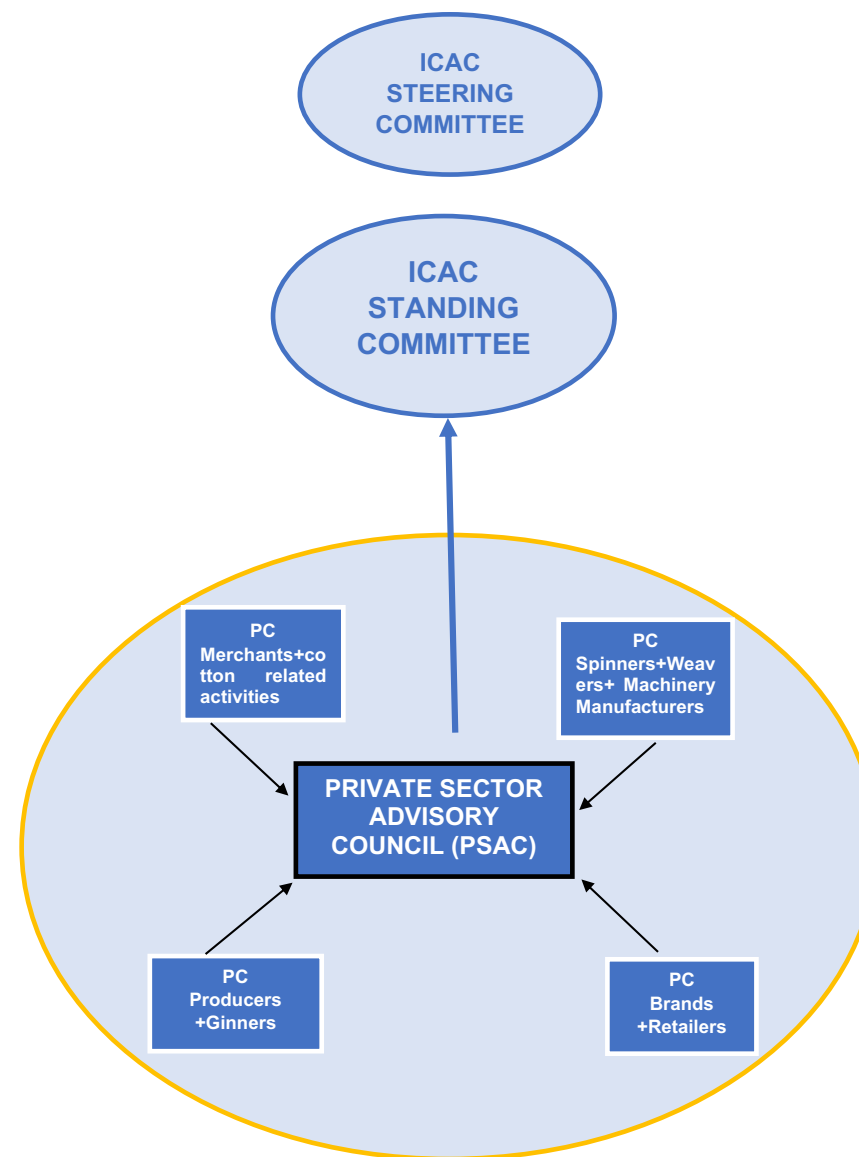 ICAC
STEERING
COMMITTEE
ICAC
STANDING
COMMITTEE
PC
Merchants+co
tton related
activities
PC
Spinners+Weav
ers+ Machinery
Manufacturers
PRIVATE SECTOR
ADVISORY
COUNCIL (PSAC)
PC
Producers
+Ginners
PC
Brands
+Retailers